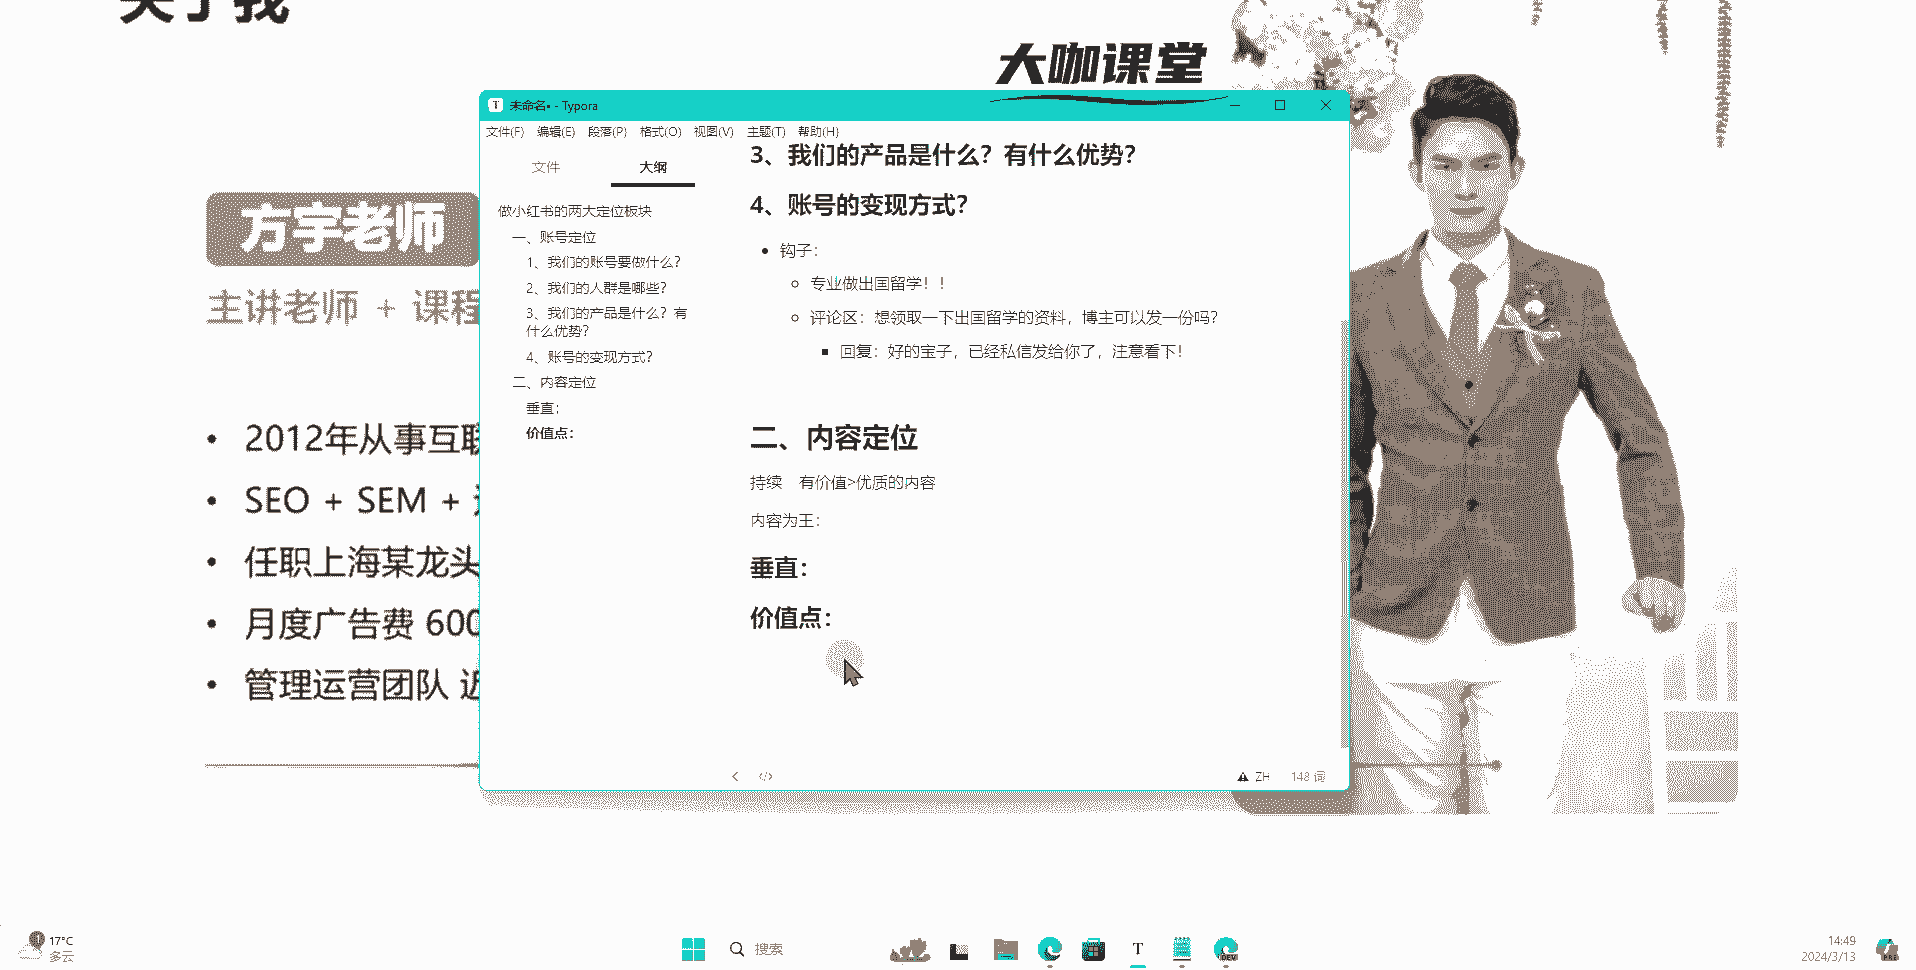 关于我
大咖课堂
方宇老师
主讲老师 + 课程
2012年从事互联
SEO + SEM +
任职上海某龙头
月度广告费 600
管理运营团队 近
未命名• - Typora
文件(F) 编辑(E) 段落(P) 格式(O) 视图(V) 主题(T) 帮助(H)
文件 大纲
做小红书的两大定位板块
一、账号定位
1、我们的账号要做什么？
2、我们的人群是哪些？
3、我们的产品是什么？有
什么优势？
4、账号的变现方式？
二、内容定位
垂直：
价值点：
3、我们的产品是什么？有什么优势？
4、账号的变现方式？
钩子：
专业做出国留学！！
评论区：想领取一下出国留学的资料，博主可以发一份吗？
回复：好的宝子，已经私信发给你了，注意看下！
二、内容定位
持续 有价值>优质的内容
内容为王：
垂直：
价值点：
ZH 148 词
1
17°C
多云
搜索
T
DEV
14:49
2024/3/13
PRE